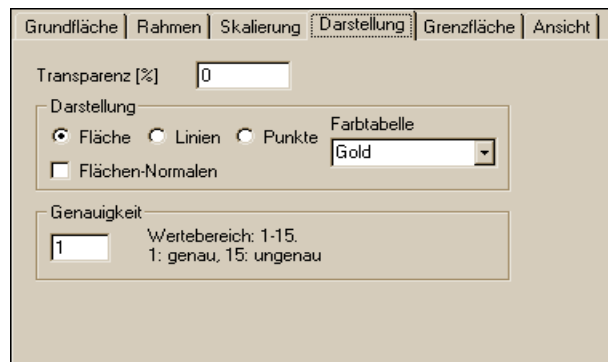 Grundfläche Rahmen Skalierung Darstellung Grenzfläche Ansicht
Transparenz [%] 0
Darstellung
Fläche Linien Punkte
Farbtabelle
Gold
Flächen-Normalen
Genauigkeit
1
Wertebereich: 1-15.
1: genau, 15: ungenau